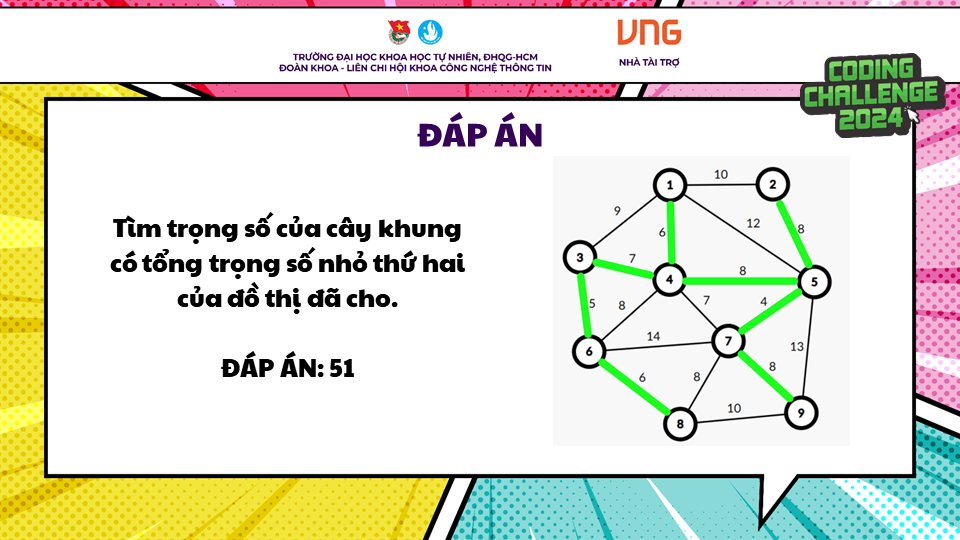 TRƯỜNG ĐẠI HỌC KHOA HỌC TỰ NHIÊN, ĐHQG-HCM
ĐOÀN KHOA - LIÊN CHI HỘI KHOA CÔNG NGHỆ THÔNG TIN
VNG
NHÀ TÀI TRỢ
CODING
CHALLENGE
2024
ĐÁP ÁN
Tìm trọng số của cây khung
có tổng trọng số nhỏ thứ hai
của đồ thị đã cho.
ĐÁP ÁN: 51
10
1
2
9
12
6
8
3
7
4
8
5
5
8
7
4
14
7
13
6
6
8
8
10
8
9